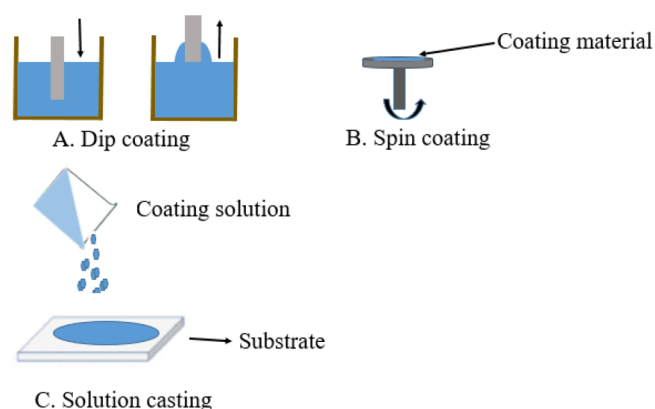 Coating material
A. Dip coating
B. Spin coating
Coating solution
Substrate
C. Solution casting